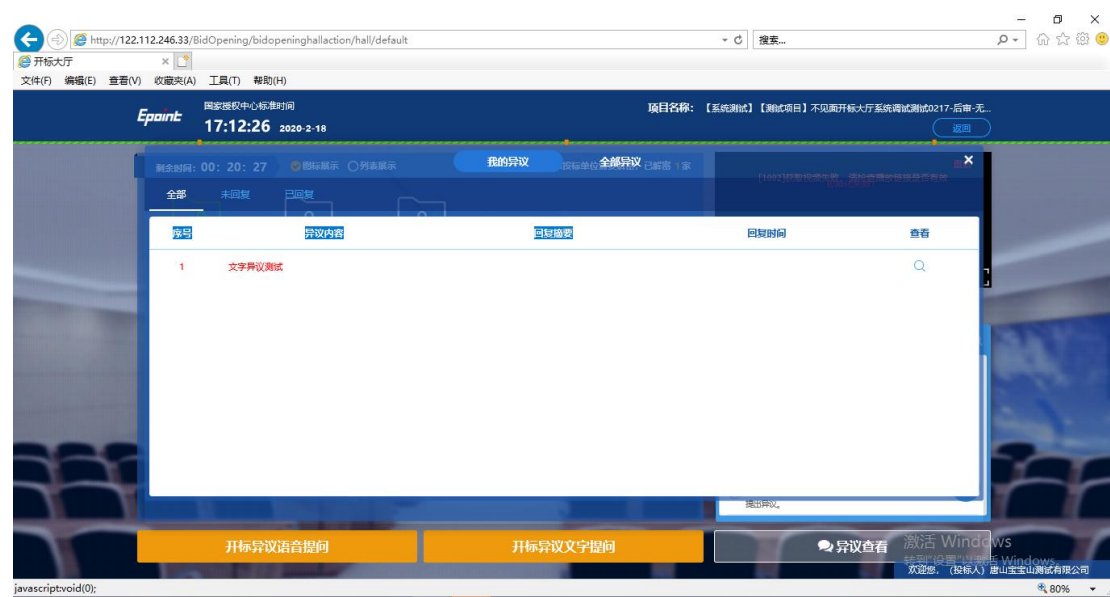 http://122.112.246.33/BidOpening/bidopeninghallaction/hall/default
搜索...
开标大厅
文件(F) 编辑(E) 查看(V) 收藏夹(A) 工具(T) 帮助(H)
Epoint
国家授权中心标准时间
17:12:26 2020-2-18
项目名称: 【系统测试】【测试项目】不见面开标大厅系统调试测试0217-后审-无...
返回
剩余时间: 00: 20: 27 图标展示 列表展示
我的异议 全部异议
已解密 1家
×
全部 未回复 已回复
序号 异议内容 回复摘要 回复时间 查看
1 文字异议测试
提出异议。
开标异议语音提问 开标异议文字提问 异议查看
激活 Windows
转到"设置"以激活 Windows。
欢迎您, (投标人) 唐山宝宝山测试有限公司
javascript:void(0);
80%